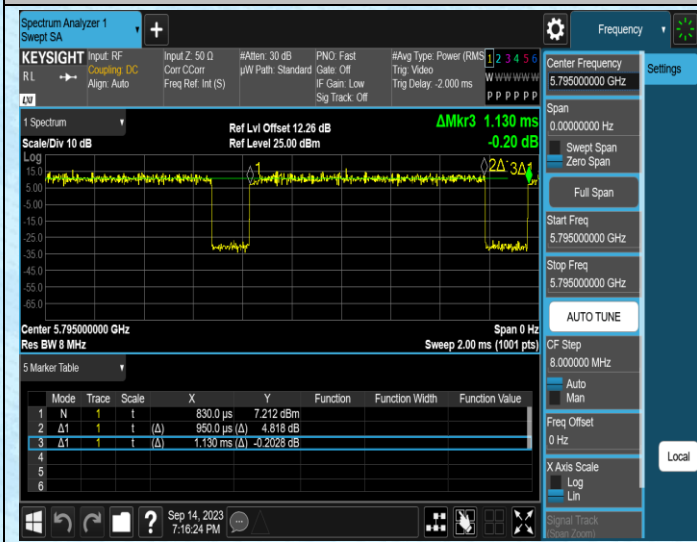 Spectrum Analyzer 1
Swept SA
Frequency
KEYSIGHT
RL
LXI
Input: RF
Coupling: DC
Align: Auto
Input Z: 50 Ω
Corr CCorr
Freq Ref: Int (S)
#Atten: 30 dB
µW Path: Standard
PNO: Fast
Gate: Off
IF Gain: Low
Sig Track: Off
#Avg Type: Power (RMS
Trig: Video
Trig Delay: -2.000 ms
1 2 3 4 5 6
W W W W W W
P P P P P P
1 Spectrum
Scale/Div 10 dB
Ref Lvl Offset 12.26 dB
Ref Level 25.00 dBm
ΔMkr3 1.130 ms
-0.20 dB
Log
15.0
5.00
-5.00
-15.0
-25.0
-35.0
-45.0
-55.0
-65.0
1
2Δ
3Δ1
Center 5.795000000 GHz
Res BW 8 MHz
Span 0 Hz
Sweep 2.00 ms (1001 pts)
5 Marker Table
Mode Trace Scale X Y Function Function Width Function Value
1 N 1 t 830.0 µs 7.212 dBm
2 Δ1 1 t (Δ) 950.0 µs (Δ) 4.818 dB
3 Δ1 1 t (Δ) 1.130 ms (Δ) -0.2028 dB
4
5
6
?
Sep 14, 2023
7:16:24 PM
Center Frequency
5.795000000 GHz
Span
0.00000000 Hz
Swept Span
Zero Span
Full Span
Start Freq
5.795000000 GHz
Stop Freq
5.795000000 GHz
AUTO TUNE
CF Step
8.000000 MHz
Auto
Man
Freq Offset
0 Hz
X Axis Scale
Log
Lin
Signal Track
(Span Zoom)
Settings
Local